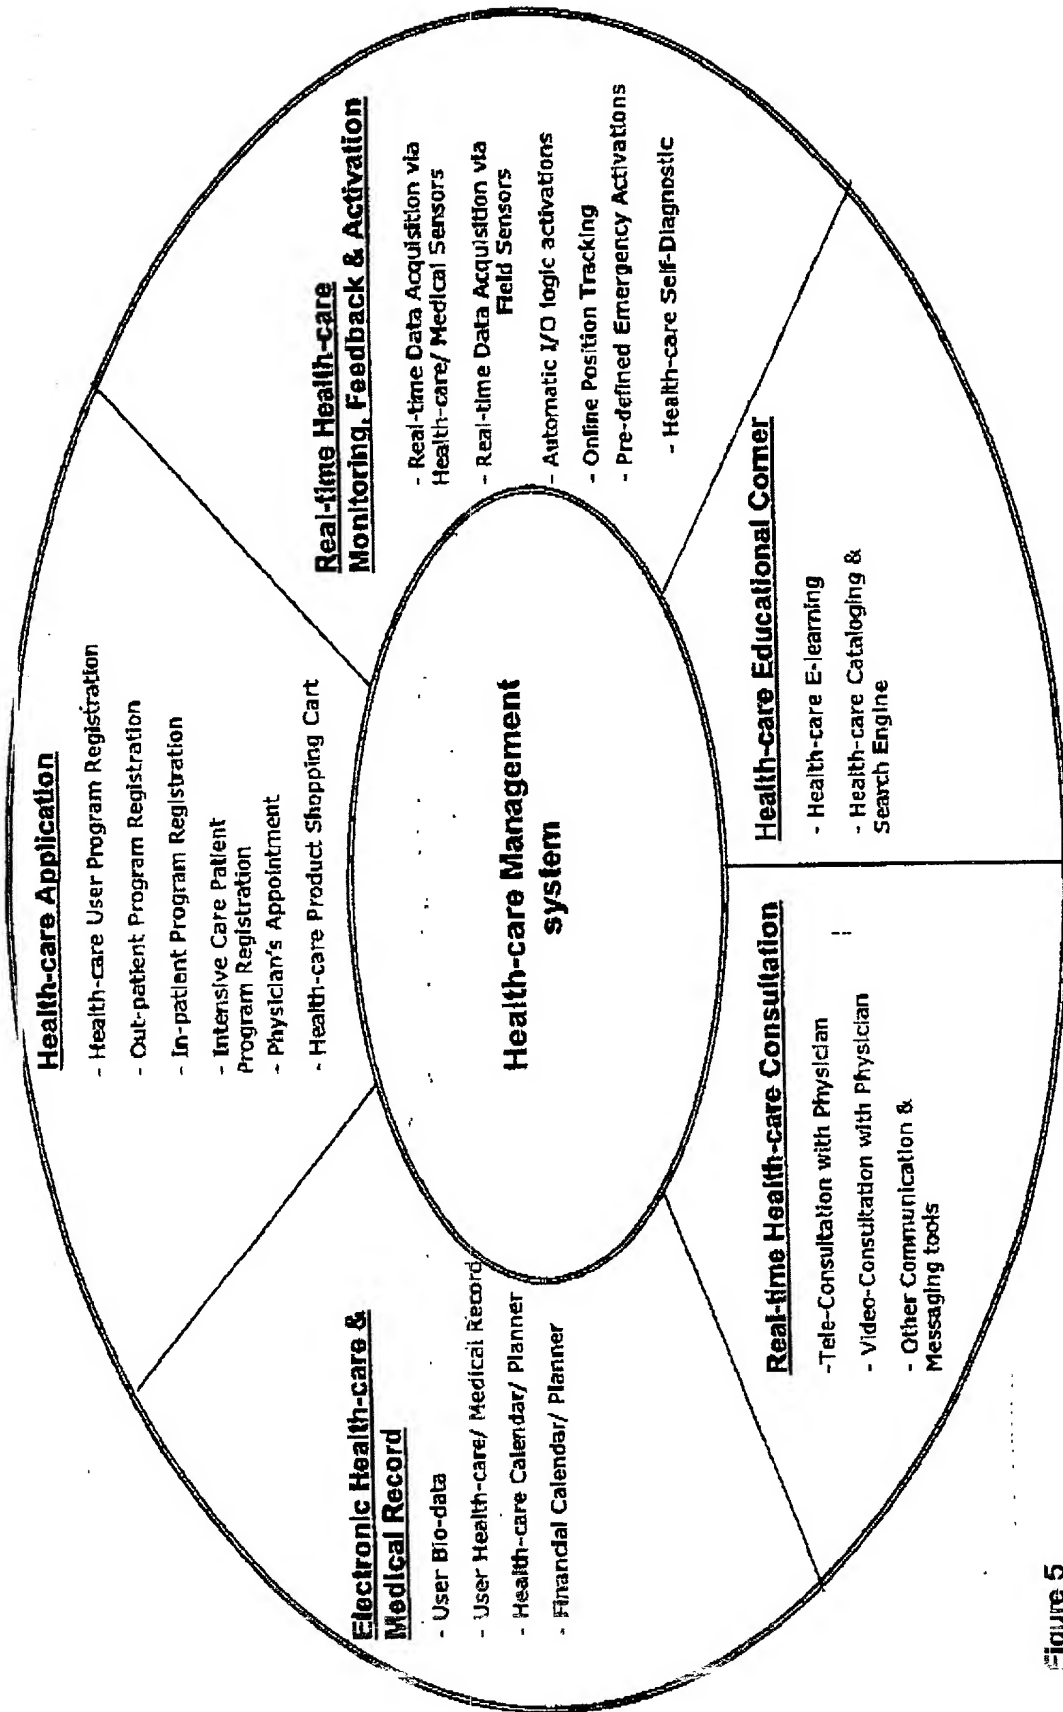 Health-care Application
- Health-care User Program Registration
- Out-patient Program Registration
- In-patient Program Registration
- Intensive Care Patient
Program Registration
- Physician's Appointment
- Health-care Product Shopping Cart
Real-time Health-care
Monitoring, Feedback & Activation
- Real-time Data Acquisition via
Health-care/ Medical Sensors
- Real-time Data Acquisition via
Field Sensors
- Automatic I/O logic activations
- Online Position Tracking
- Pre-defined Emergency Activations
- Health-care Self-Diagnostic
Electronic Health-care &
Medical Record
- User Bio-data
- User Health-care/ Medical Record
- Health-care Calendar/ Planner
- Financial Calendar/ Planner
Health-care Management
system
Real-time Health-care Consultation
-Tele-Consultation with Physician
- Video-Consultation with Physician
- Other Communication &
Messaging tools
Health-care Educational Corner
- Health-care E-learning
- Health-care Cataloging &
Search Engine
Figure 5